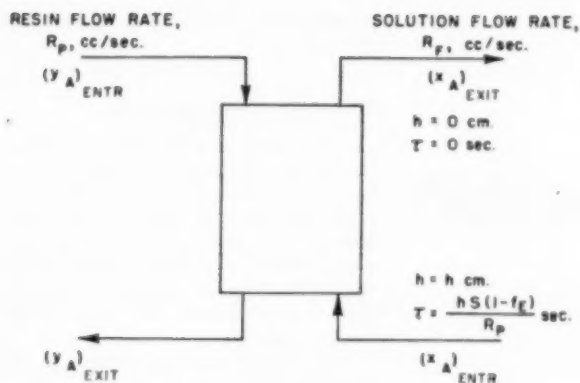 RESIN FLOW RATE,
R_P, cc/sec.
(y_A)_ENTR
SOLUTION FLOW RATE,
R_F, cc/sec.
(x_A)_EXIT
h = 0 cm.
τ = 0 sec.
h = h cm.
τ = h S (1-f_E) / R_P sec.
(y_A)_EXIT
(x_A)_ENTR